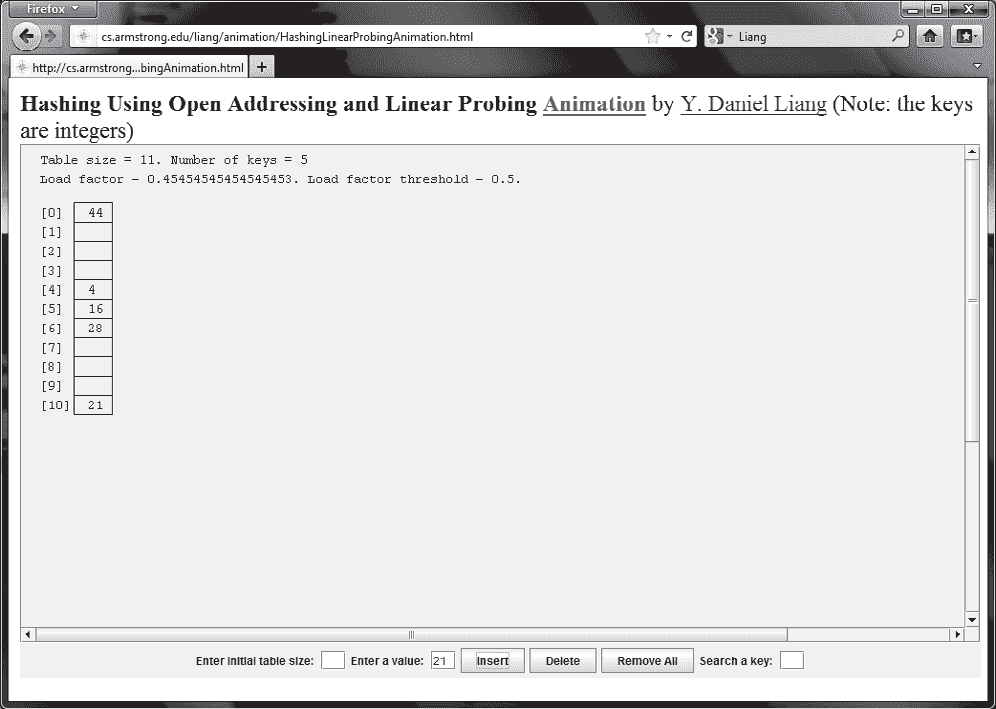 Firefox
cs.armstrong.edu/liang/animation/HashingLinearProbingAnimation.html
Liang
http://cs.armstrong...bingAnimation.html
Hashing Using Open Addressing and Linear Probing Animation by Y. Daniel Liang (Note: the keys
are integers)
Table size = 11. Number of keys = 5
Load factor = 0.45454545454545453. Load factor threshold = 0.5.
[0] 44
[1]
[2]
[3]
[4] 4
[5] 16
[6] 28
[7]
[8]
[9]
[10] 21
Enter Initial table size: Enter a value: 21 Insert Delete Remove All Search a key: